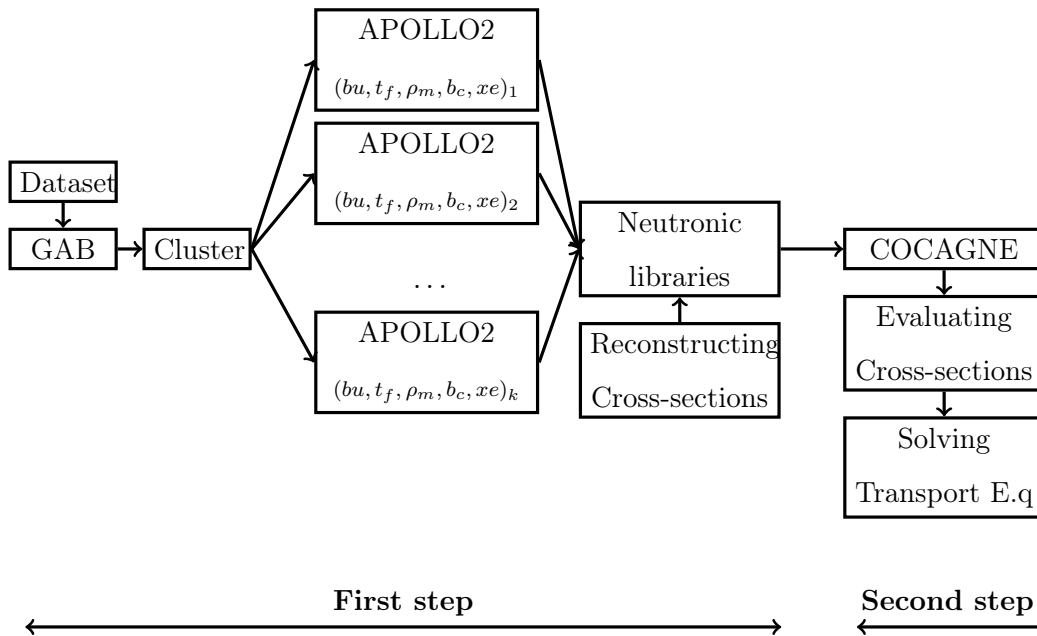 Dataset
GAB
Cluster
APOLLO2
(bu, t_f, ρ_m, b_c, xe)_1
APOLLO2
(bu, t_f, ρ_m, b_c, xe)_2
...
APOLLO2
(bu, t_f, ρ_m, b_c, xe)_k
Neutronic
libraries
Reconstructing
Cross-sections
COCAGNE
Evaluating
Cross-sections
Solving
Transport E.q
First step
Second step